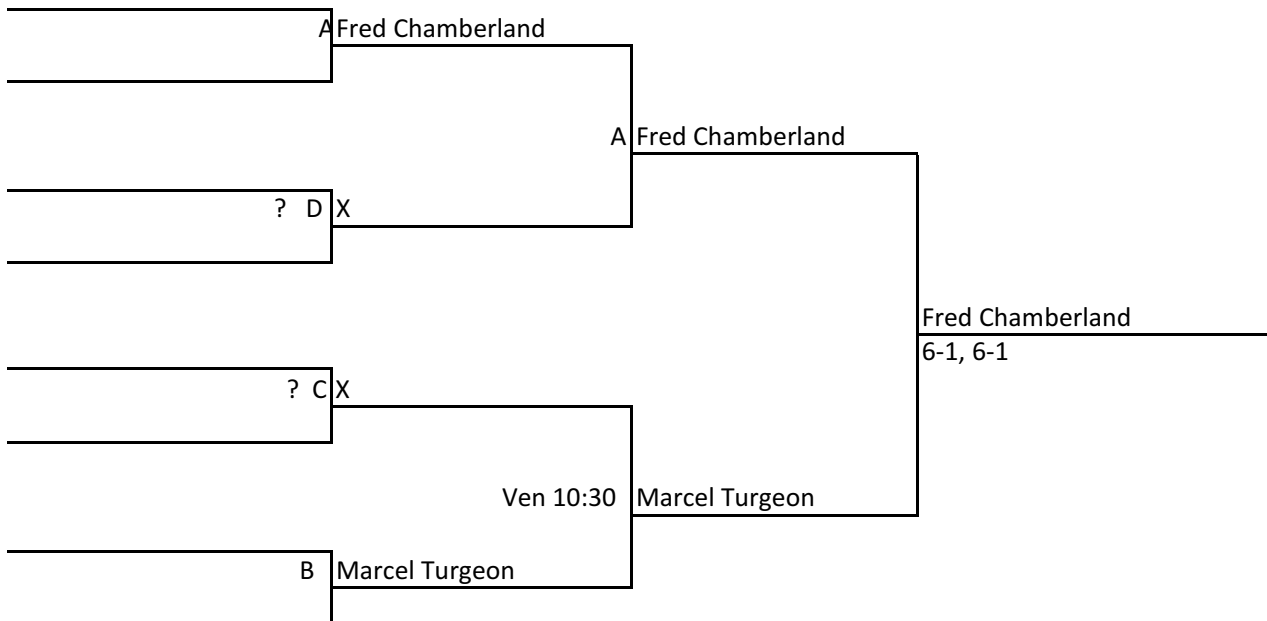 A Fred Chamberland
A Fred Chamberland
? D X
Fred Chamberland
6-1, 6-1
? C X
Ven 10:30 Marcel Turgeon
B Marcel Turgeon